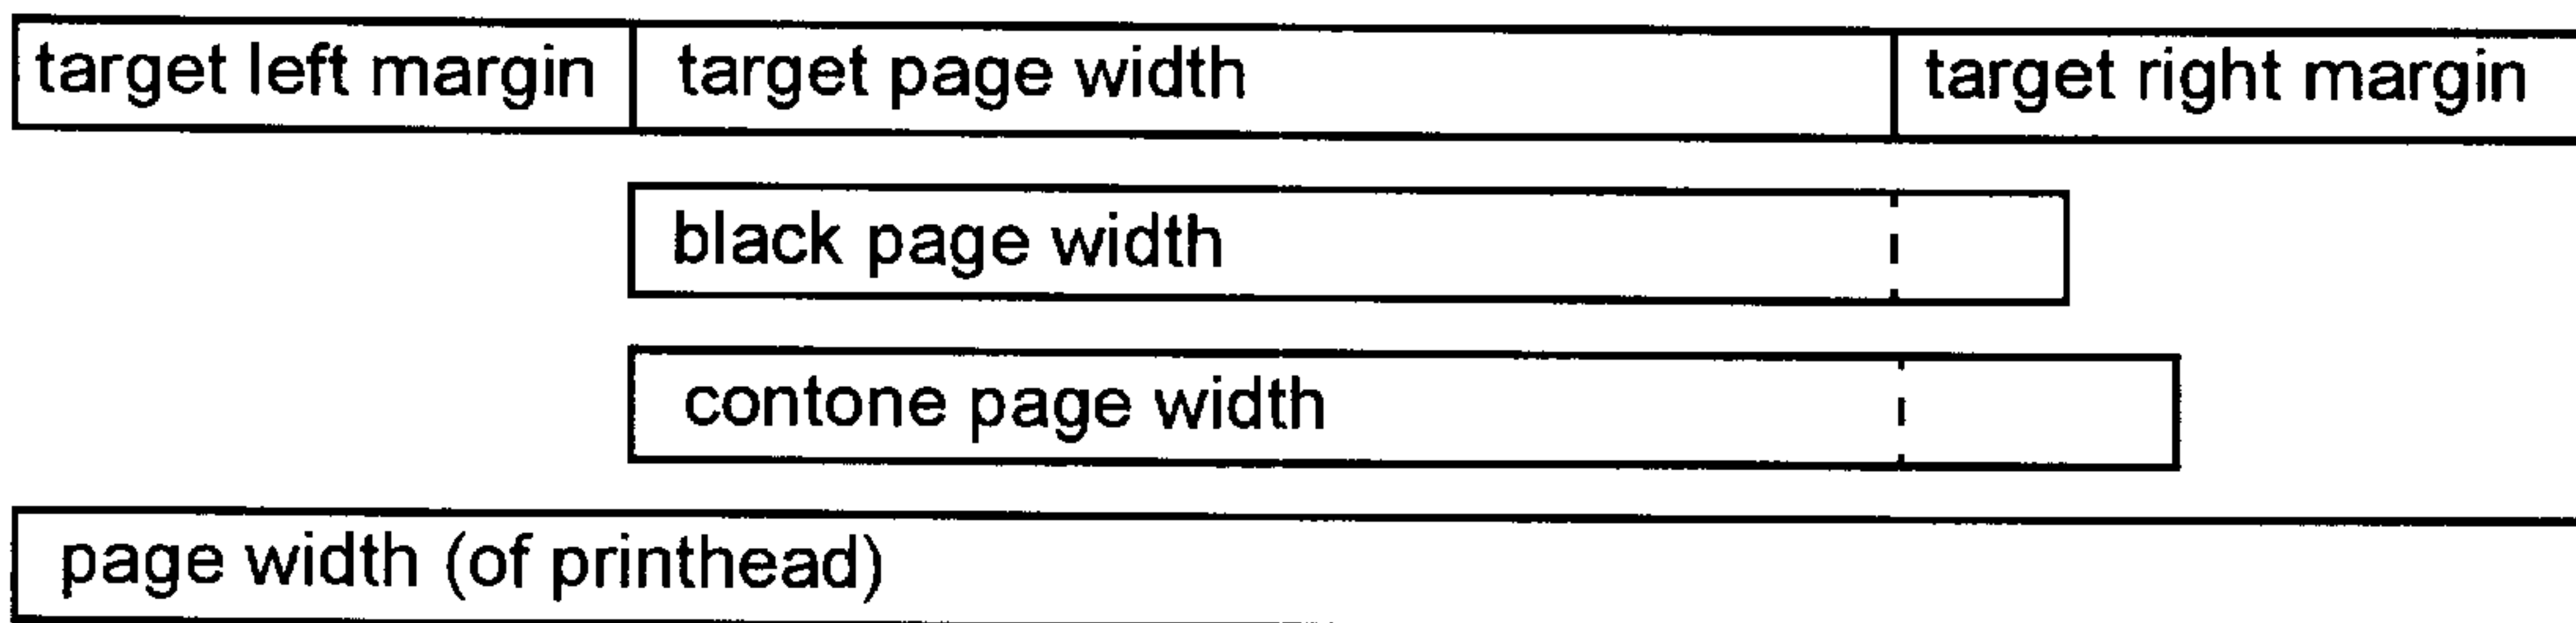 target left margin target page width target right margin
black page width
contone page width
page width (of printhead)